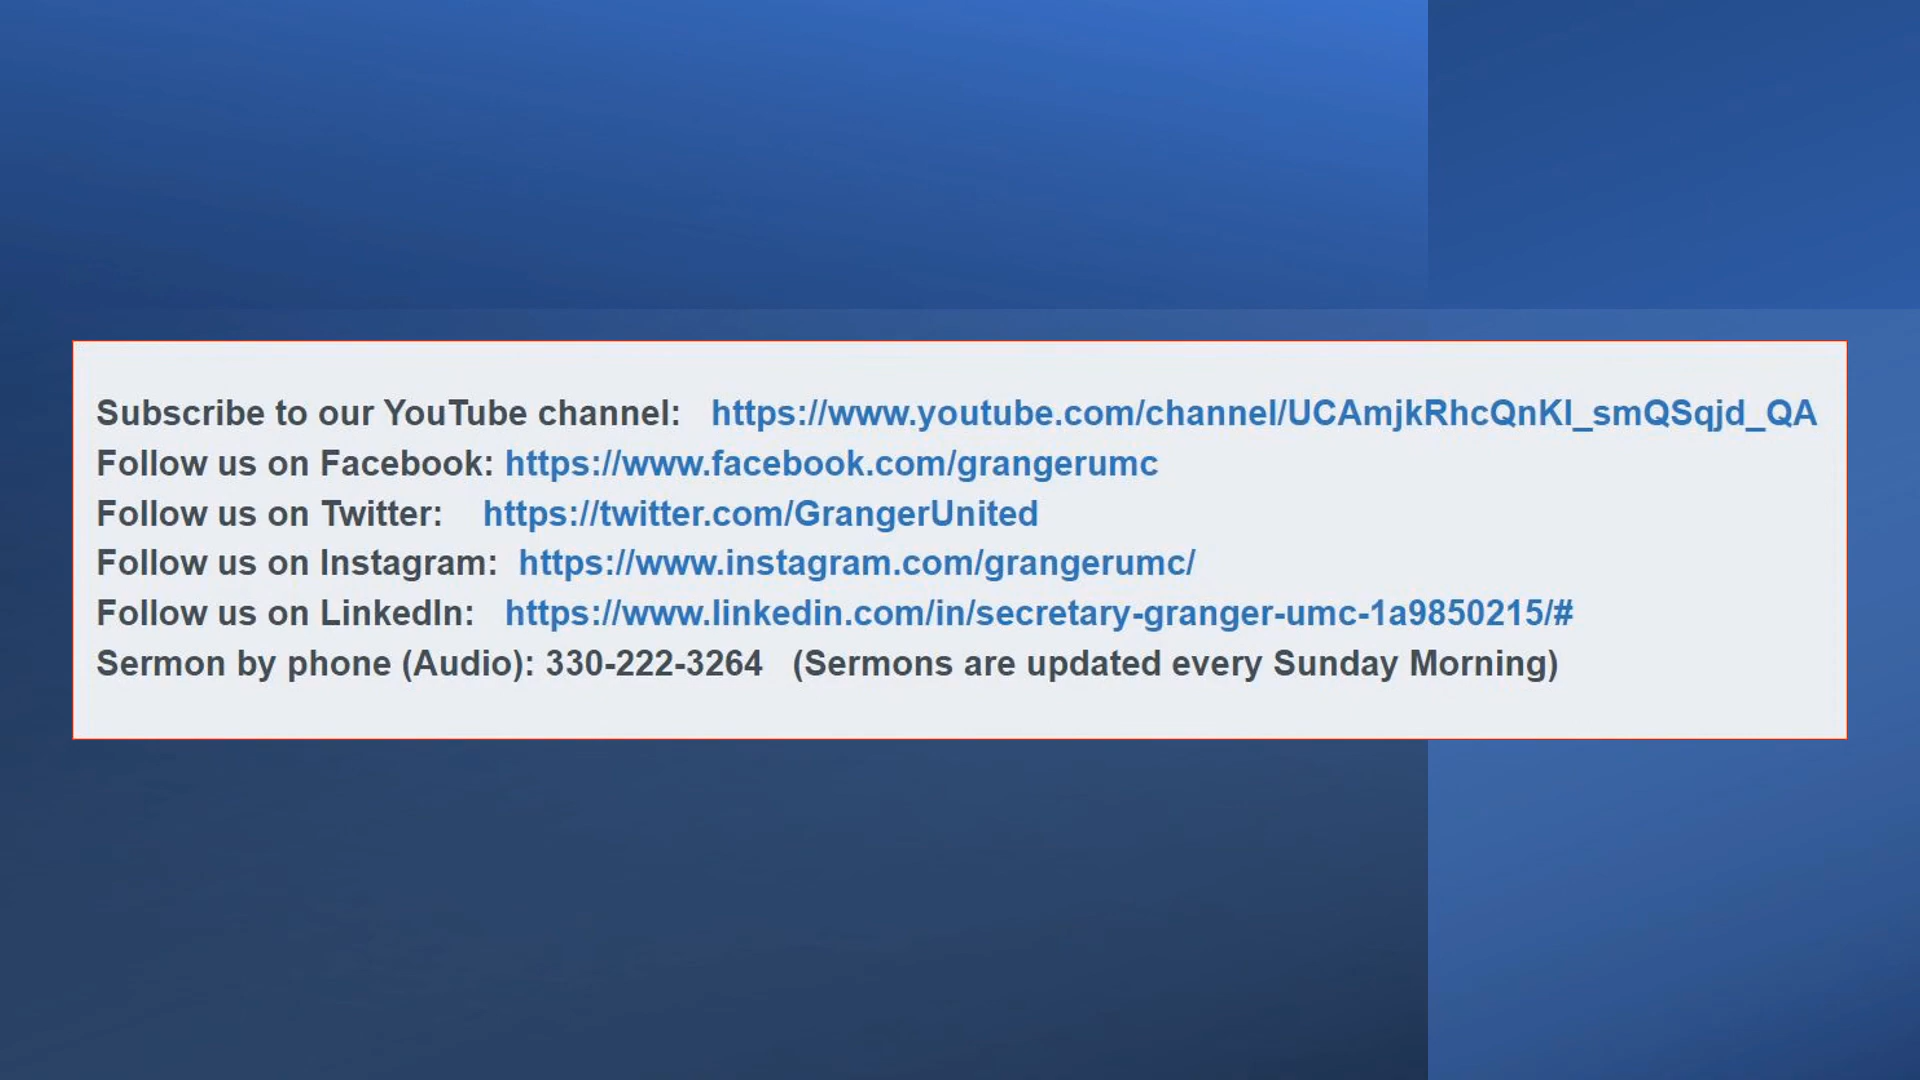 Subscribe to our YouTube channel: https://www.youtube.com/channel/UCAmjkRhcQnKI_smQSqjd_QA
Follow us on Facebook: https://www.facebook.com/grangerumc
Follow us on Twitter: https://twitter.com/GrangerUnited
Follow us on Instagram: https://www.instagram.com/grangerumc/
Follow us on LinkedIn: https://www.linkedin.com/in/secretary-granger-umc-1a9850215/#
Sermon by phone (Audio): 330-222-3264 (Sermons are updated every Sunday Morning)